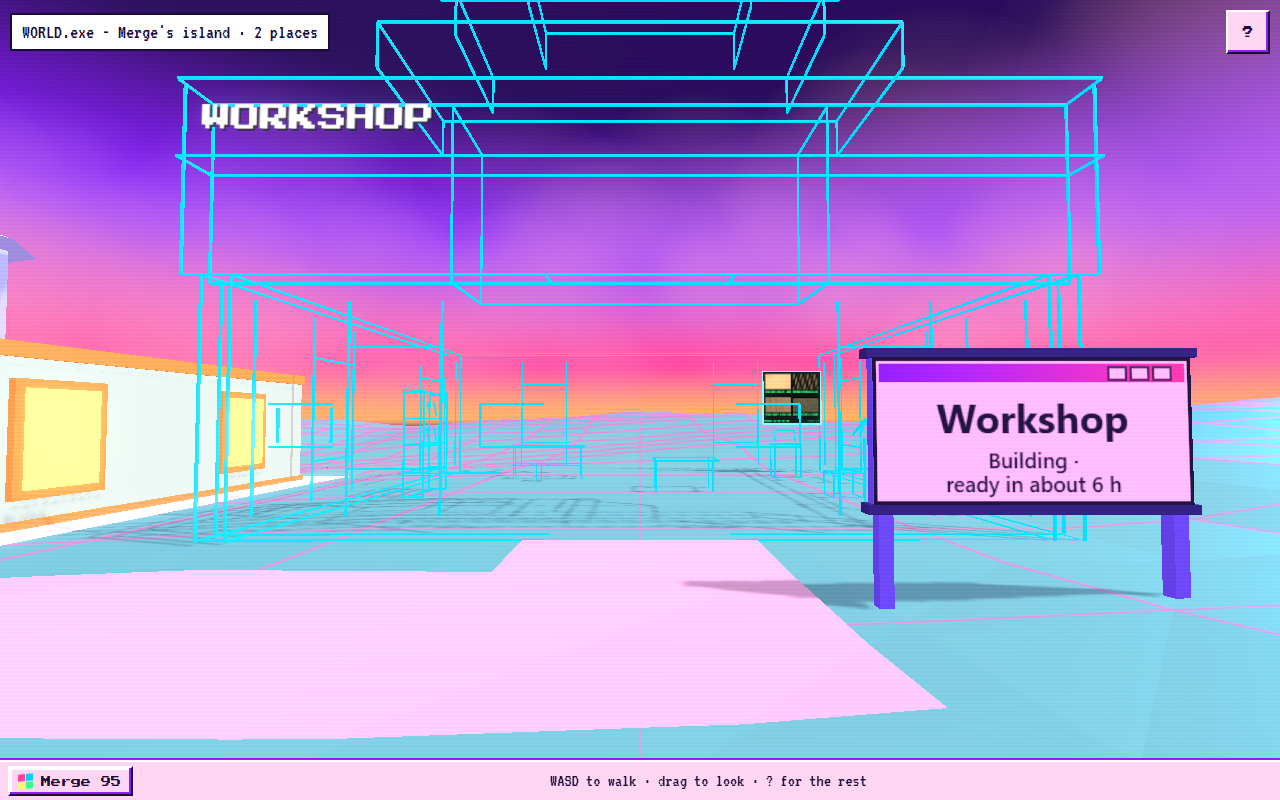 WORLD.exe - Merge's island · 2 places
?
WORKSHOP
Workshop
Building ·
ready in about 6 h
Merge 95
WASD to walk · drag to look · ? for the rest